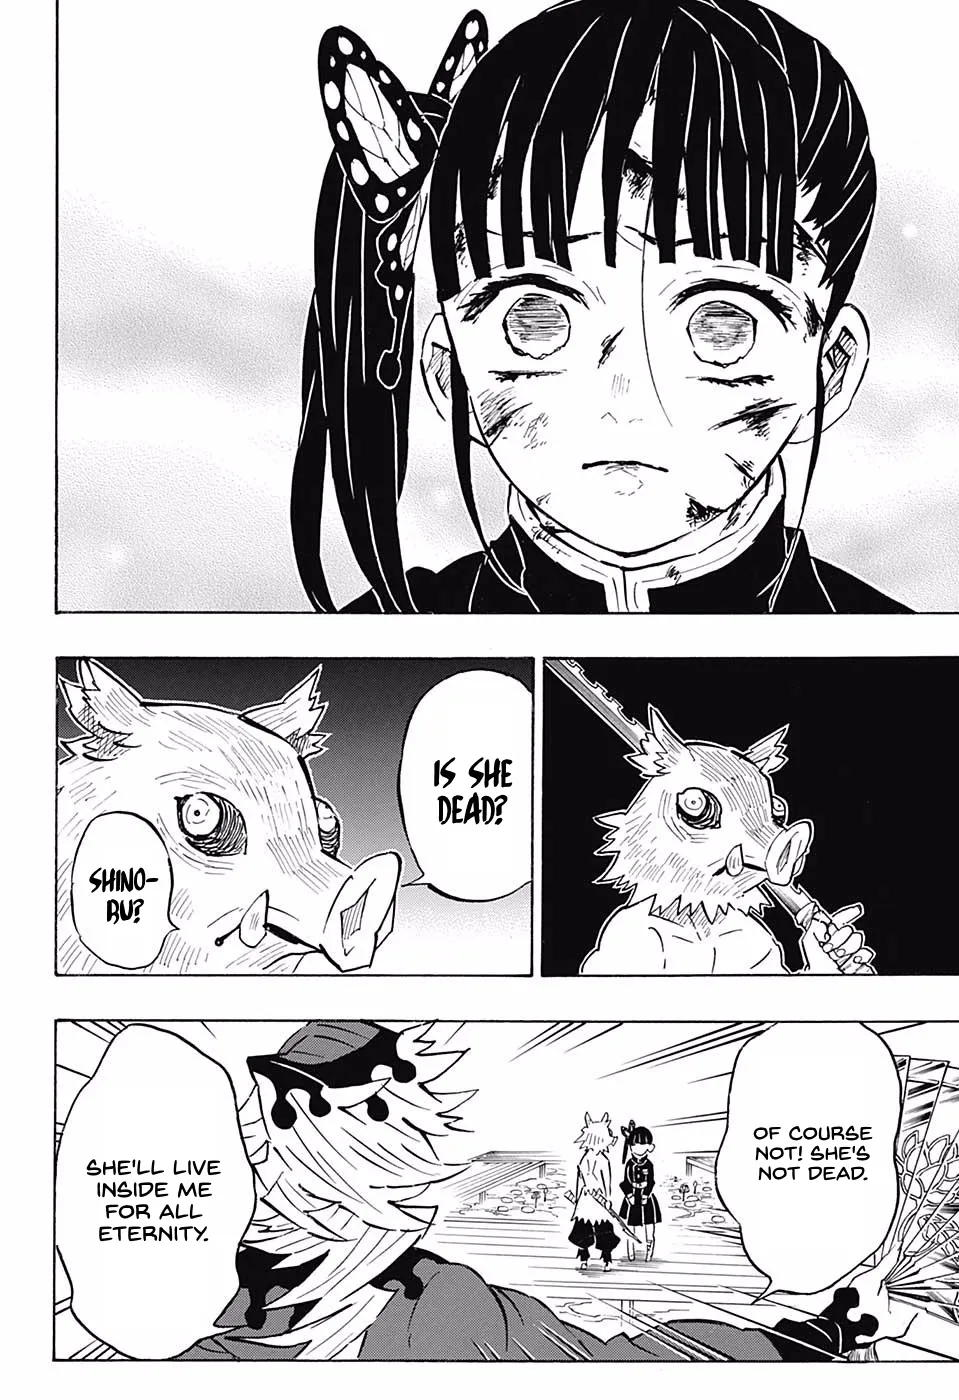 IS SHE
DEAD?
SHINO-
BU?
OF COURSE
NOT! SHE'S
NOT DEAD.
SHE'LL LIVE
INSIDE ME
FOR ALL
ETERNITY.